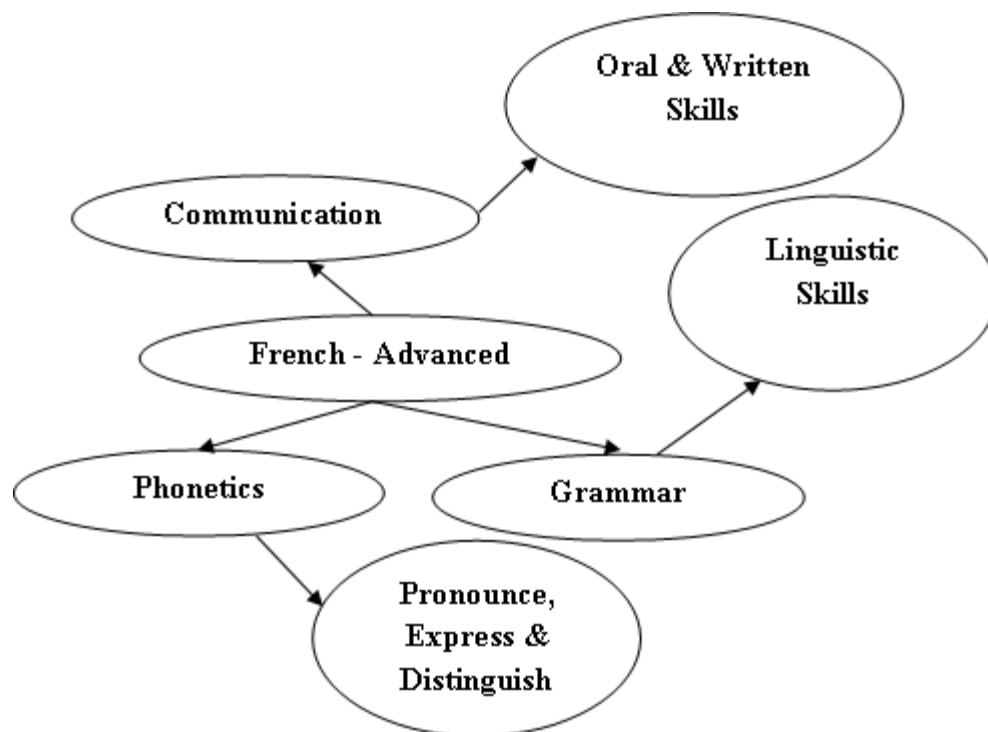 Oral & Written
Skills
Communication
Linguistic
Skills
French - Advanced
Phonetics
Grammar
Pronounce,
Express &
Distinguish